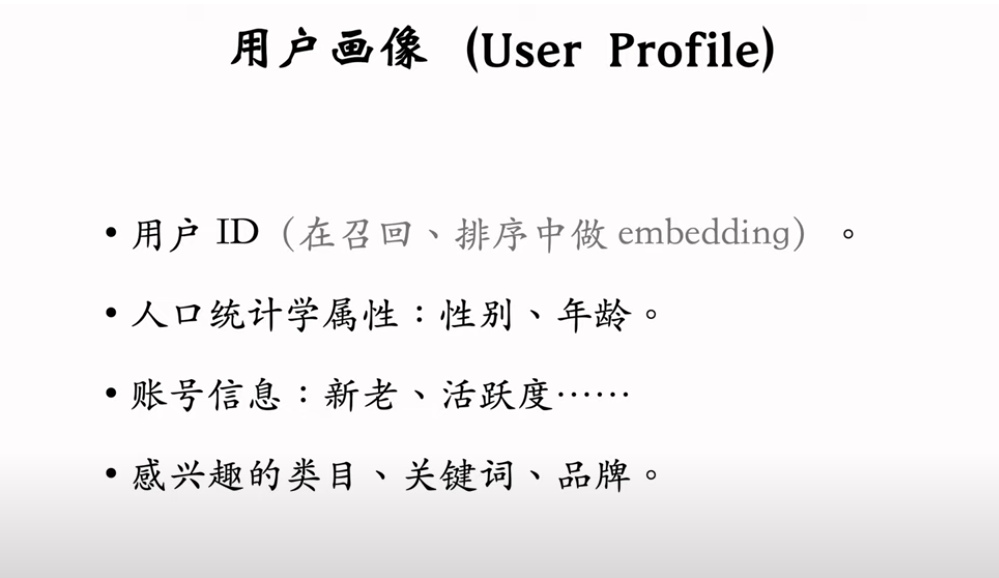 用户画像 (User Profile)
• 用户 ID（在召回、排序中做 embedding）。
• 人口统计学属性：性别、年龄。
• 账号信息：新老、活跃度……
• 感兴趣的类目、关键词、品牌。